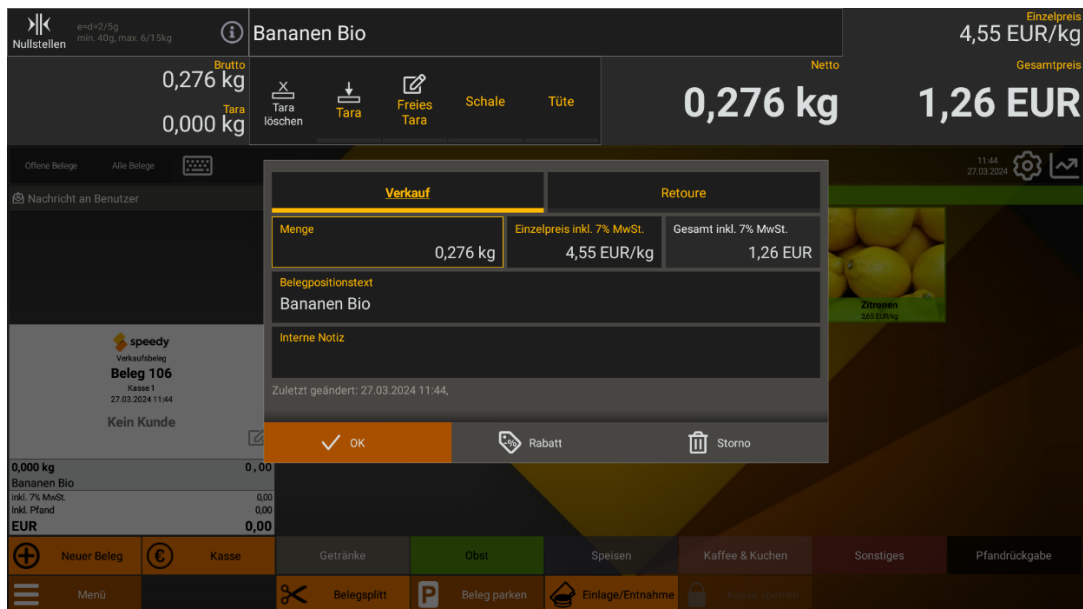 Nullstellen
e=d=2/5g
min. 40g, max. 6/15kg
Bananen Bio
Einzelpreis
4,55 EUR/kg
Brutto
0,276 kg
Tara
0,000 kg
Tara
löschen
Tara
Freies
Tara
Schale
Tüte
Netto
0,276 kg
Gesamtpreis
1,26 EUR
Offene Belege
Alle Belege
11:44
27.03.2024
Nachricht an Benutzer
Verkauf
Retoure
Menge
0,276 kg
Einzelpreis inkl. 7% MwSt.
4,55 EUR/kg
Gesamt inkl. 7% MwSt.
1,26 EUR
Belegpositionstext
Bananen Bio
Interne Notiz
Zuletzt geändert: 27.03.2024 11:44,
OK
% Rabatt
Storno
Zitronen
3,65 EUR/kg
speedy
Verkaufsbeleg
Beleg 106
Kasse 1
27.03.2024 11:44
Kein Kunde
0,000 kg 0,00
Bananen Bio
inkl. 7% MwSt. 0,00
Inkl. Pfand 0,00
EUR 0,00
Neuer Beleg
€ Kasse
Getränke
Obst
Speisen
Kaffee & Kuchen
Sonstiges
Pfandrückgabe
Menü
Belegsplitt
P Beleg parken
Einlage/Entnahme
Kasse sperren